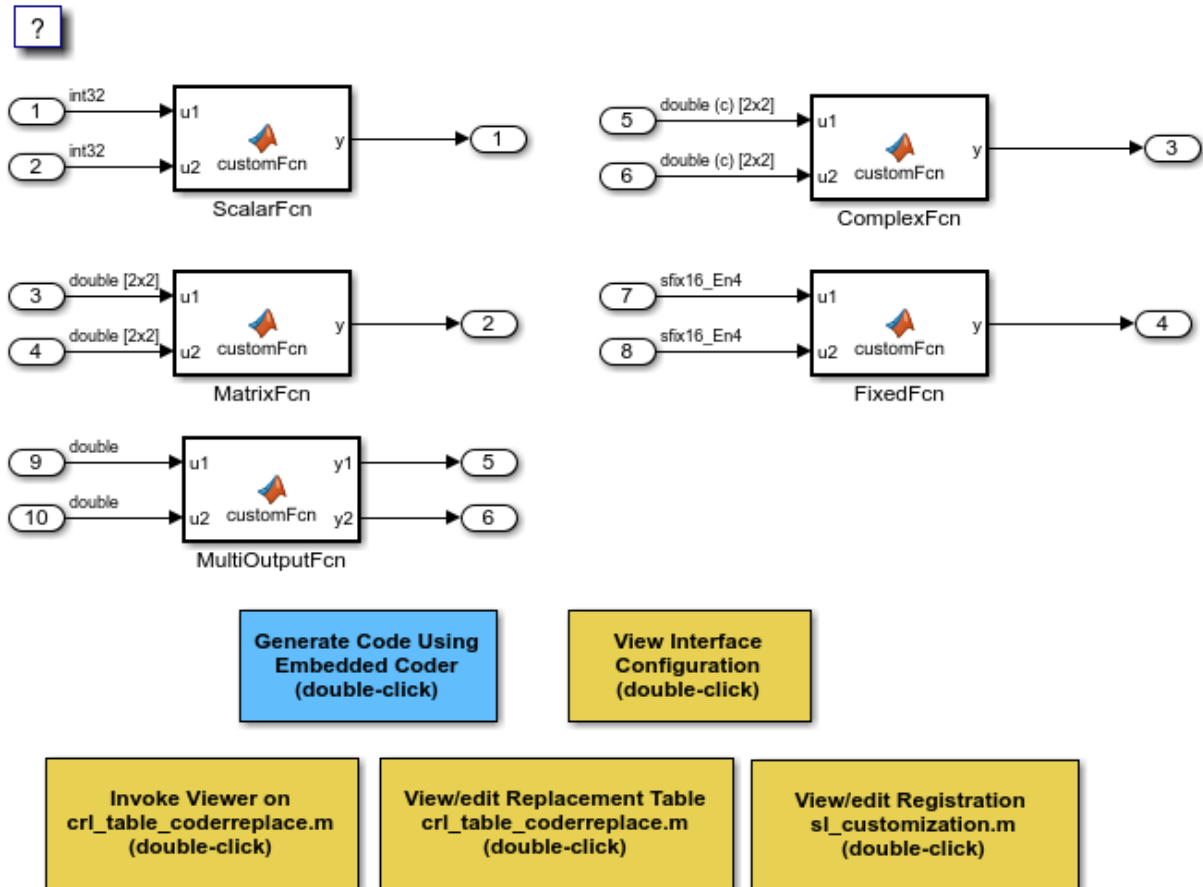 ?
1
int32
2
int32
u1
u2
customFcn
y
1
ScalarFcn
5
double (c) [2x2]
6
double (c) [2x2]
u1
u2
customFcn
y
3
ComplexFcn
3
double [2x2]
4
double [2x2]
u1
u2
customFcn
y
2
MatrixFcn
7
sfix16_En4
8
sfix16_En4
u1
u2
customFcn
y
4
FixedFcn
9
double
10
double
u1
u2
customFcn
y1
y2
5
6
MultiOutputFcn
Generate Code Using
Embedded Coder
(double-click)
View Interface
Configuration
(double-click)
Invoke Viewer on
crl_table_coderreplace.m
(double-click)
View/edit Replacement Table
crl_table_coderreplace.m
(double-click)
View/edit Registration
sl_customization.m
(double-click)